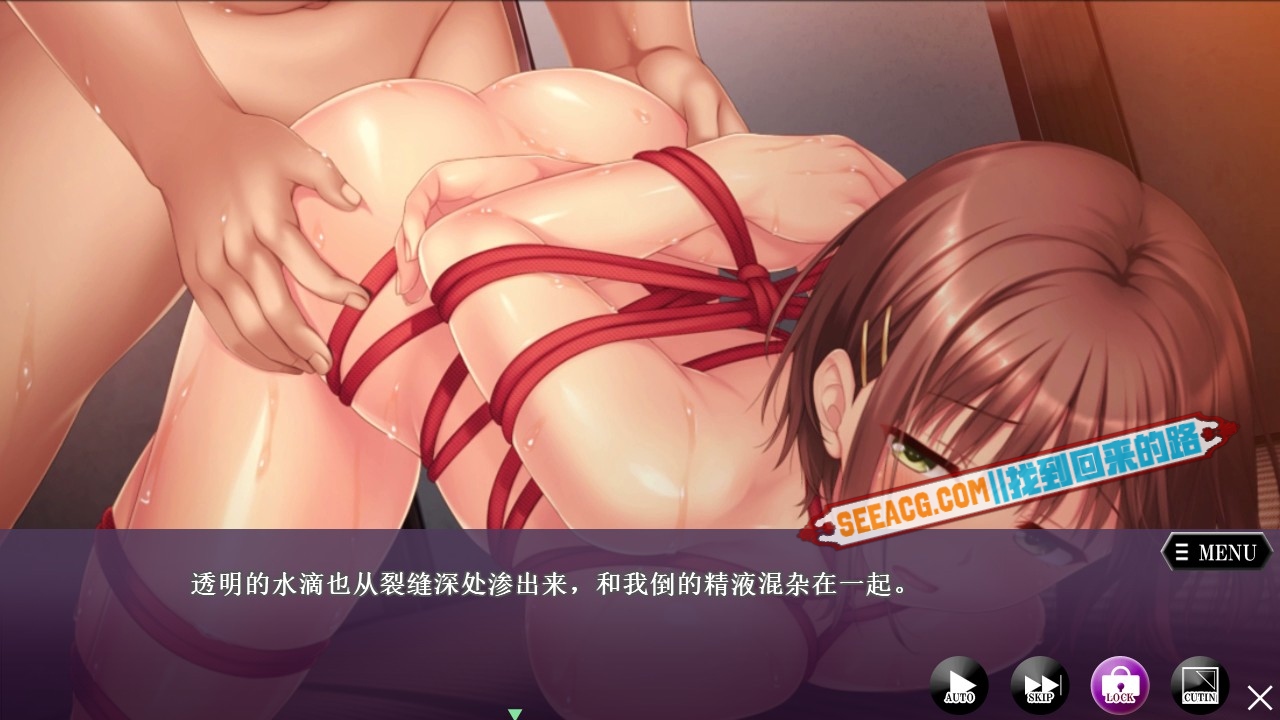 SEEACG.COM||找到回来的路
MENU
透明的水滴也从裂缝深处渗出来，和我倒的精液混杂在一起。
AUTO
SKIP
LOCK
CUTIN